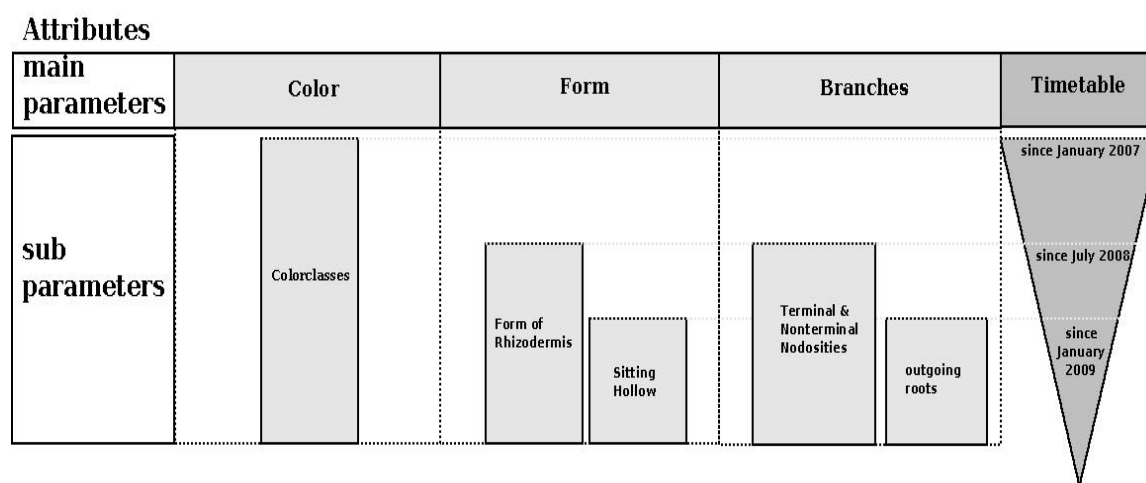 Attributes
main
parameters
Color
Form
Branches
Timetable
since January 2007
sub
parameters
Colorclasses
Form of
Rhizodermis
Sitting
Hollow
Terminal &
Nonterminal
Nodosities
outgoing
roots
since July 2008
since
January
2009